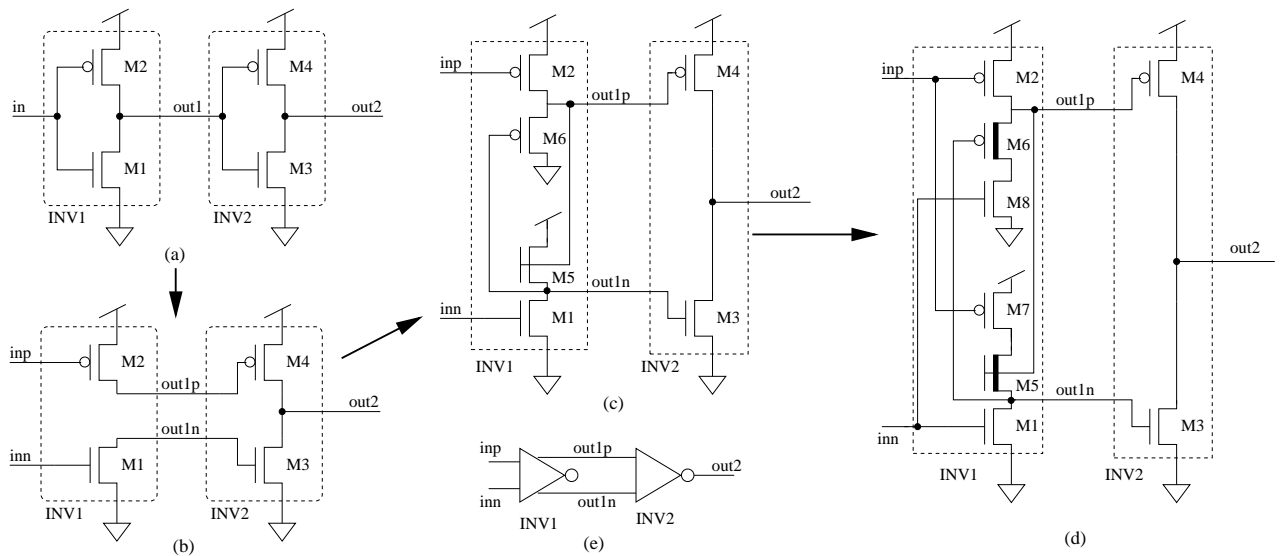 in
M2
M1
INV1
out1
M4
M3
INV2
out2
(a)
inp
inn
M2
M1
INV1
out1p
out1n
M4
M3
INV2
out2
(b)
inp
inn
M2
M6
M5
M1
INV1
out1p
out1n
M4
M3
INV2
out2
(c)
inp
inn
INV1
out1p
out1n
INV2
out2
(e)
inp
inn
M2
M6
M8
M7
M5
M1
INV1
out1p
out1n
M4
M3
INV2
out2
(d)